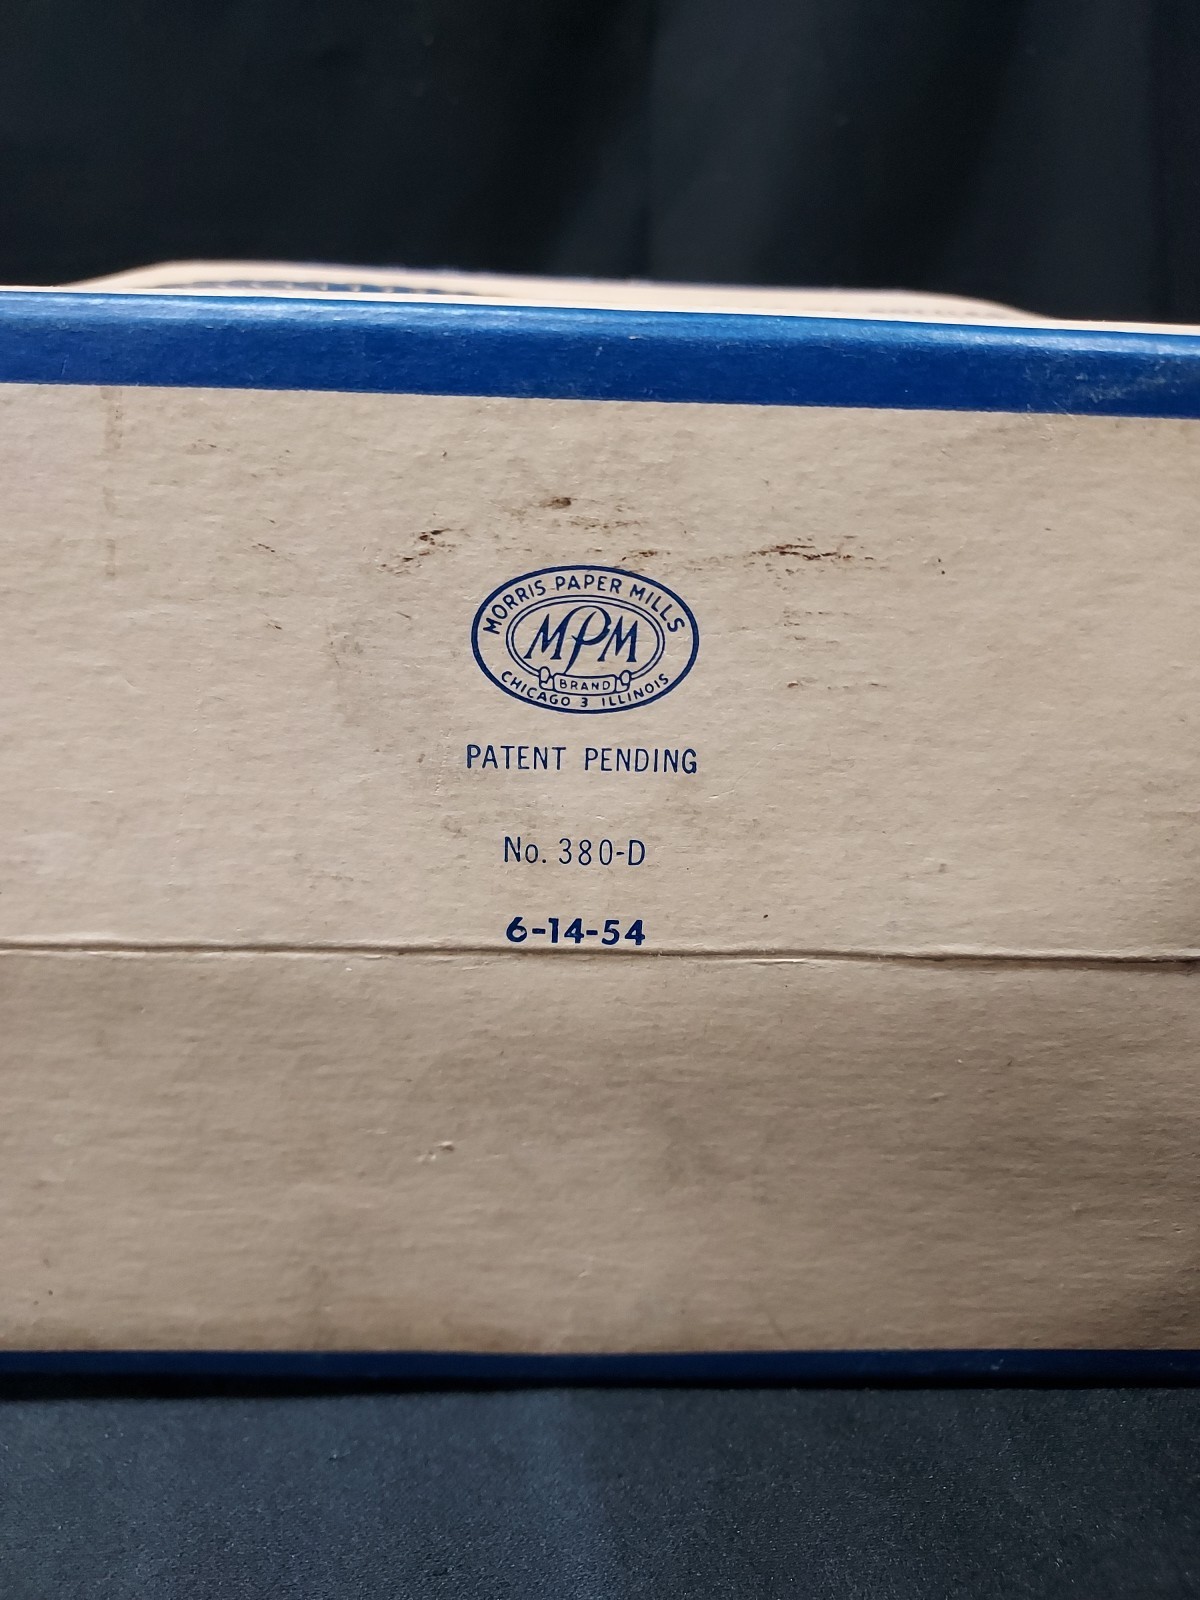 MORRIS PAPER MILLS
MPM
BRAND
CHICAGO 3 ILLINOIS
PATENT PENDING
No. 380-D
6-14-54